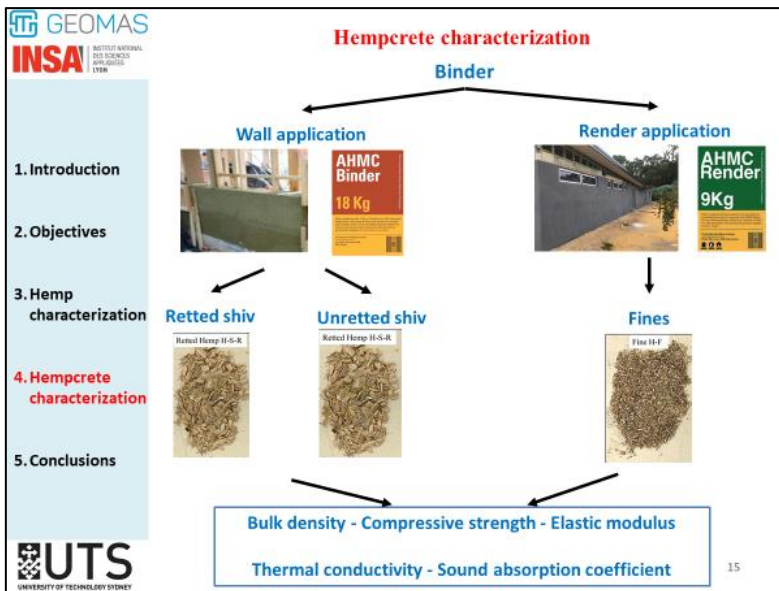 GEOMAS
INSA
INSTITUT NATIONAL
DES SCIENCES
APPLIQUÉES
LYON
Hempcrete characterization
Binder
Wall application
Render application
AHMC
Binder
18 Kg
AHMC
Render
9Kg
1. Introduction
2. Objectives
3. Hemp
characterization
4. Hempcrete
characterization
5. Conclusions
Retted shiv
Unretted shiv
Fines
Retted Hemp H-S-R
Retted Hemp H-S-R
Fine H-F
Bulk density - Compressive strength - Elastic modulus
Thermal conductivity - Sound absorption coefficient
UTS
UNIVERSITY OF TECHNOLOGY SYDNEY
15